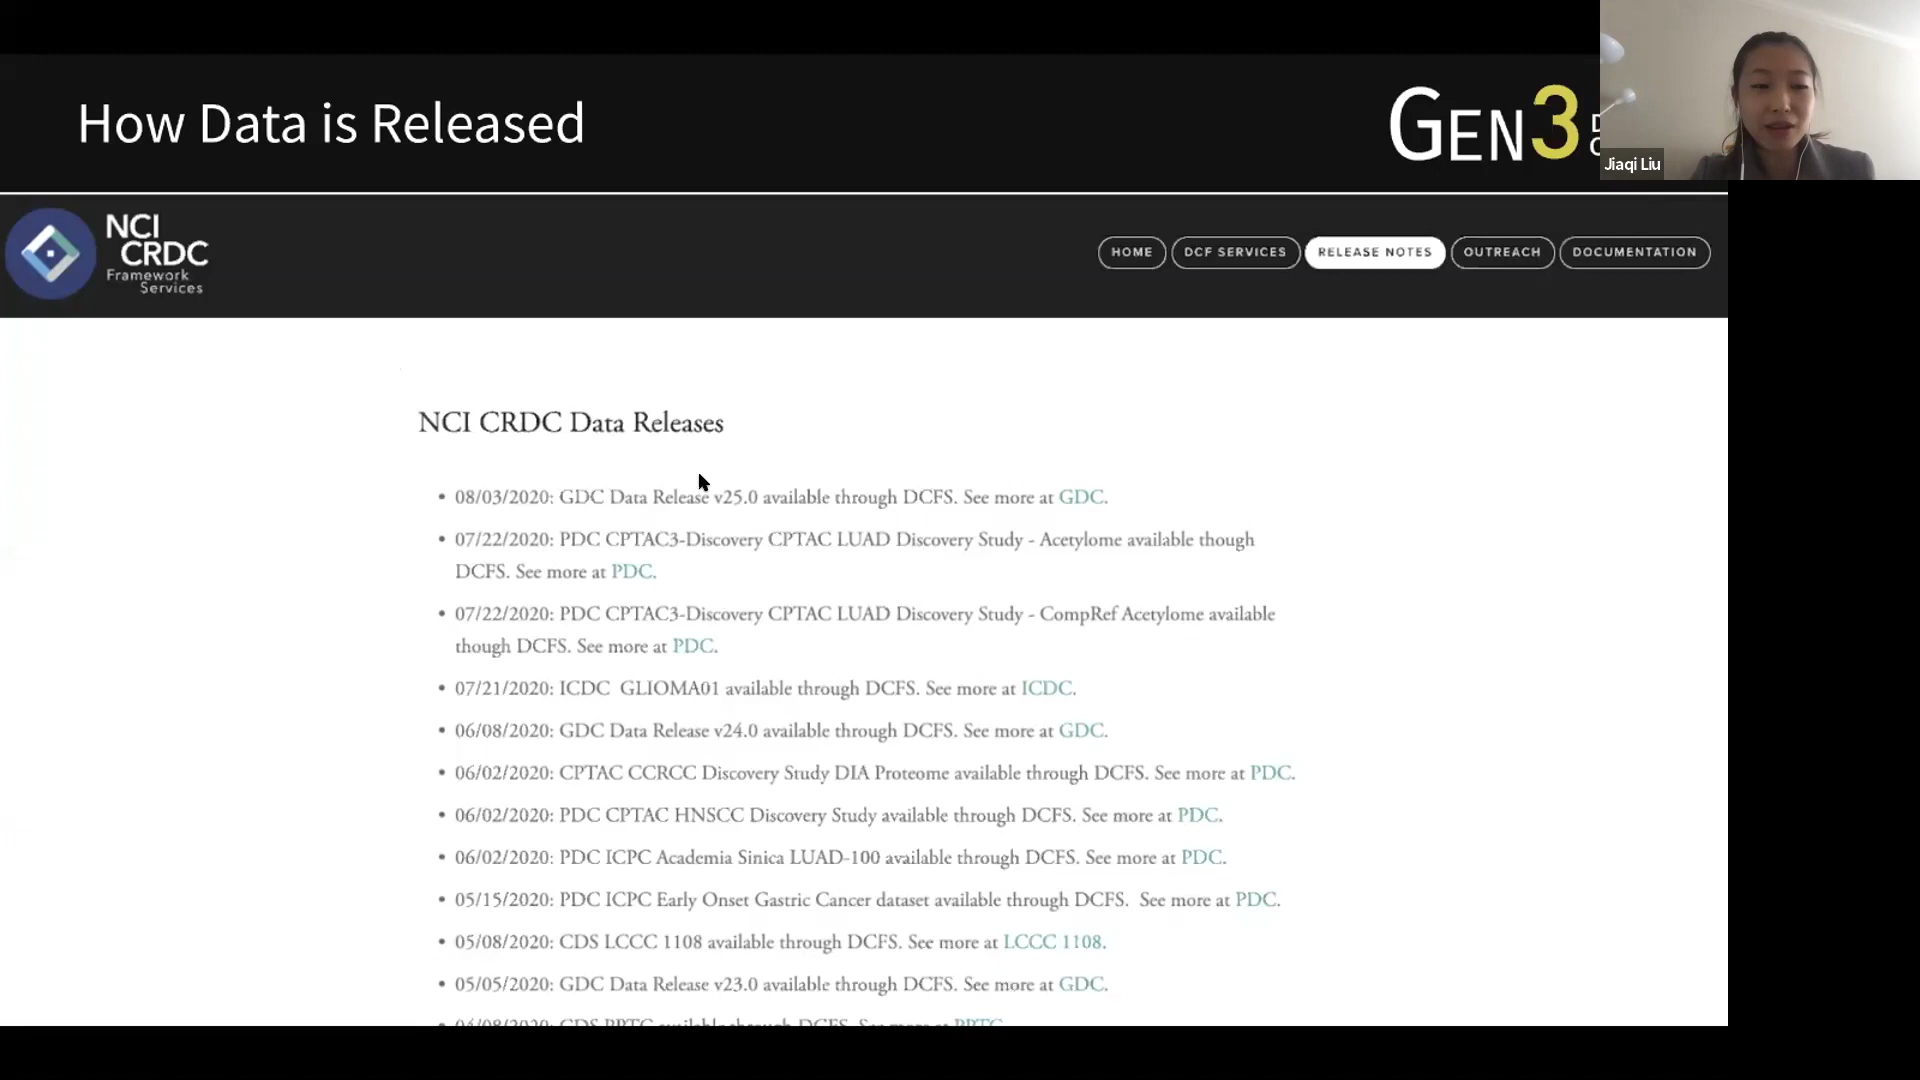 How Data is Released
GEN3
Jiaqi Liu
NCI
CRDC
Framework
Services
HOME
DCF SERVICES
RELEASE NOTES
OUTREACH
DOCUMENTATION
NCI CRDC Data Releases
• 08/03/2020: GDC Data Release v25.0 available through DCFS. See more at GDC.
• 07/22/2020: PDC CPTAC3-Discovery CPTAC LUAD Discovery Study - Acetylome available though
DCFS. See more at PDC.
• 07/22/2020: PDC CPTAC3-Discovery CPTAC LUAD Discovery Study - CompRef Acetylome available
though DCFS. See more at PDC.
• 07/21/2020: ICDC GLIOMA01 available through DCFS. See more at ICDC.
• 06/08/2020: GDC Data Release v24.0 available through DCFS. See more at GDC.
• 06/02/2020: CPTAC CCRCC Discovery Study DIA Proteome available through DCFS. See more at PDC.
• 06/02/2020: PDC CPTAC HNSCC Discovery Study available through DCFS. See more at PDC.
• 06/02/2020: PDC ICPC Academia Sinica LUAD-100 available through DCFS. See more at PDC.
• 05/15/2020: PDC ICPC Early Onset Gastric Cancer dataset available through DCFS. See more at PDC.
• 05/08/2020: CDS LCCC 1108 available through DCFS. See more at LCCC 1108.
• 05/05/2020: GDC Data Release v23.0 available through DCFS. See more at GDC.